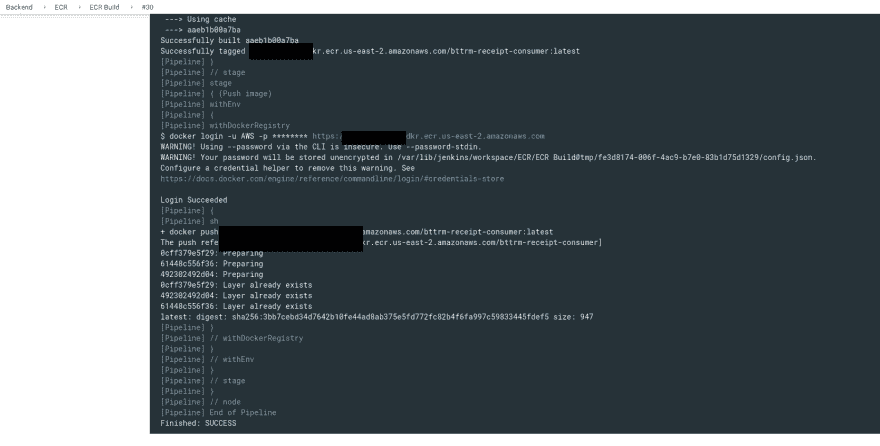 Backend > ECR > ECR Build > #30
---> Using cache
---> aaeb1b00a7ba
Successfully built aaeb1b00a7ba
Successfully tagged kr.ecr.us-east-2.amazonaws.com/bttrm-receipt-consumer:latest
[Pipeline] }
[Pipeline] // stage
[Pipeline] stage
[Pipeline] { (Push image)
[Pipeline] withEnv
[Pipeline] {
[Pipeline] withDockerRegistry
$ docker login -u AWS -p ******** https:/ dkr.ecr.us-east-2.amazonaws.com
WARNING! Using --password via the CLI is insecure. Use --password-stdin.
WARNING! Your password will be stored unencrypted in /var/lib/jenkins/workspace/ECR/ECR Build@tmp/fe3d8174-006f-4ac9-b7e0-83b1d75d1329/config.json.
Configure a credential helper to remove this warning. See
https://docs.docker.com/engine/reference/commandline/login/#credentials-store
Login Succeeded
[Pipeline] {
[Pipeline] sh
+ docker push amazonaws.com/bttrm-receipt-consumer:latest
The push refe kr.ecr.us-east-2.amazonaws.com/bttrm-receipt-consumer]
0cff379e5f29: Preparing
61448c556f36: Preparing
492302492d04: Preparing
0cff379e5f29: Layer already exists
492302492d04: Layer already exists
61448c556f36: Layer already exists
latest: digest: sha256:3bb7cebd34d7642b10fe44ad8ab375e5fd772fc82b4f6fa997c59833445fdef5 size: 947
[Pipeline] }
[Pipeline] // withDockerRegistry
[Pipeline] }
[Pipeline] // withEnv
[Pipeline] }
[Pipeline] // stage
[Pipeline] }
[Pipeline] // node
[Pipeline] End of Pipeline
Finished: SUCCESS